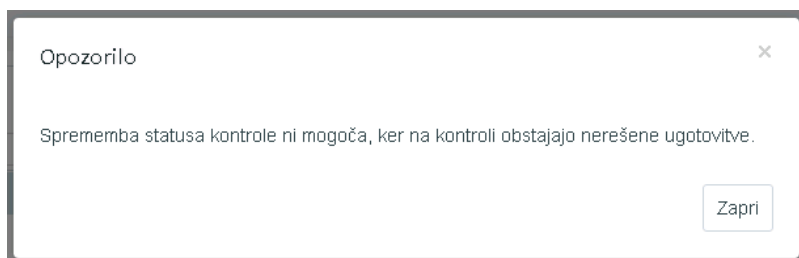 Opozorilo
×
Sprememba statusa kontrole ni mogoča, ker na kontroli obstajajo nerešene ugotovitve.
Zapri